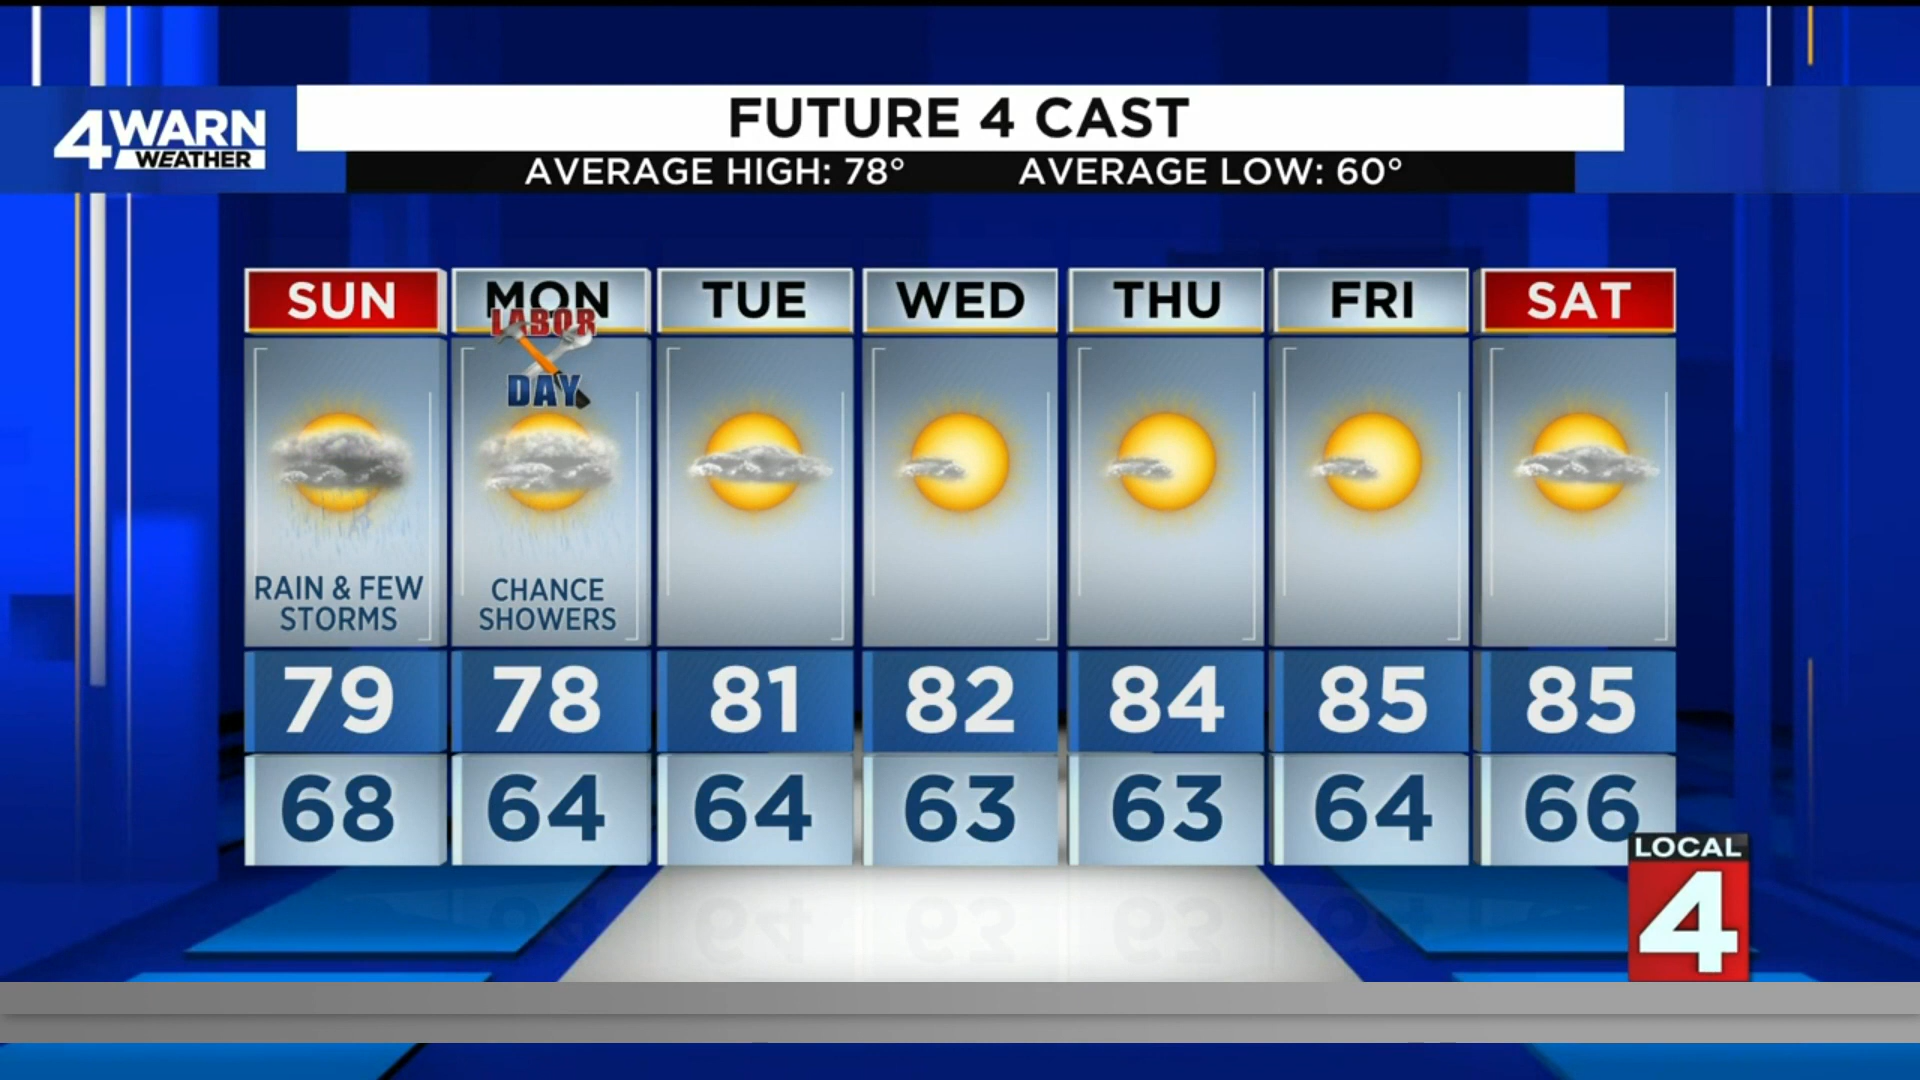 4WARN
WEATHER
FUTURE 4 CAST
AVERAGE HIGH: 78° AVERAGE LOW: 60°
SUN MON TUE WED THU FRI SAT
LABOR
DAY
RAIN & FEW
STORMS
CHANCE
SHOWERS
79 78 81 82 84 85 85
68 64 64 63 63 64 66
LOCAL
4